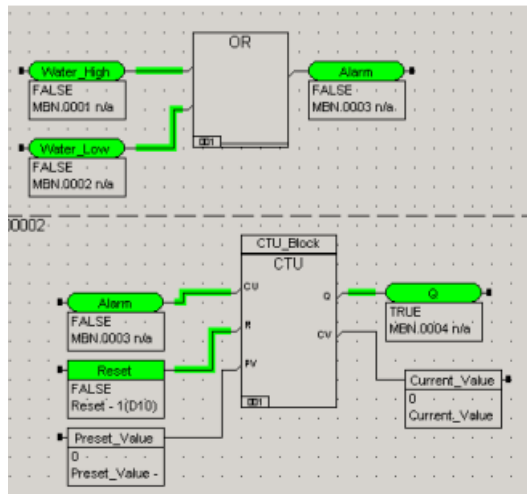 OR
Water_High
FALSE
MBN.0001 n/a
Alarm
FALSE
MBN.0003 n/a
Water_Low
FALSE
MBN.0002 n/a
0002
CTU_Block
CTU
CU
Q
R
CV
PV
Alarm
FALSE
MBN.0003 n/a
Q
TRUE
MBN.0004 n/a
Reset
FALSE
Reset - 1(D10)
Current_Value
0
Current_Value
Preset_Value
0
Preset_Value -